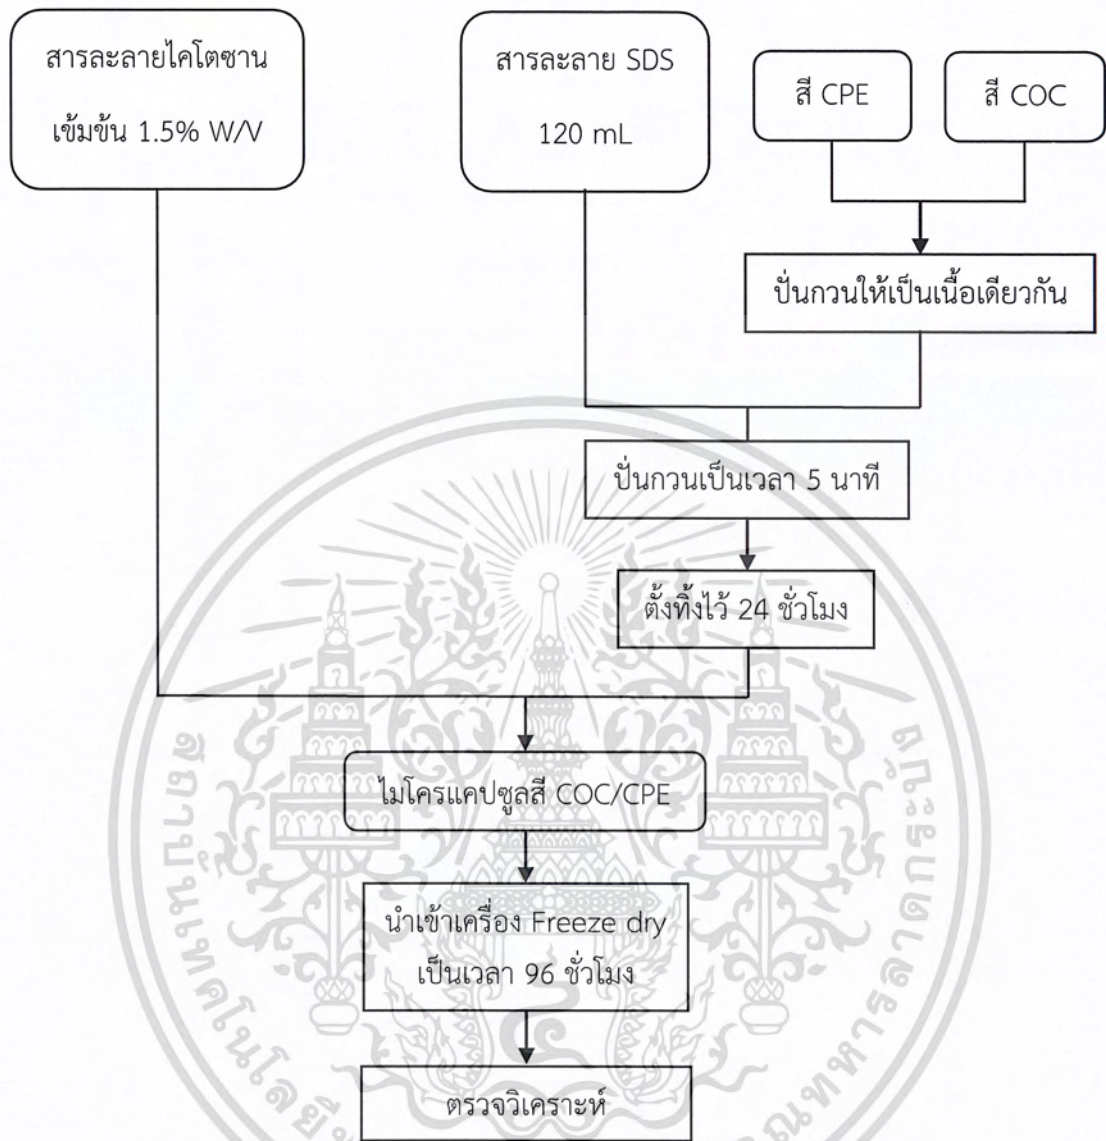 สารละลายไคโตซาน
เข้มข้น 1.5% W/V
สารละลาย SDS
120 mL
สี CPE
สี COC
ปั่นกวนให้เป็นเนื้อเดียวกัน
ปั่นกวนเป็นเวลา 5 นาที
ตั้งทิ้งไว้ 24 ชั่วโมง
ไมโครแคปซูลสี COC/CPE
นำเข้าเครื่อง Freeze dry
เป็นเวลา 96 ชั่วโมง
ตรวจวิเคราะห์